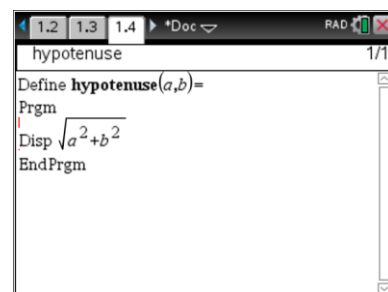 1.2 1.3 1.4 *Doc RAD
hypotenuse 1/1
Define hypotenuse(a,b)=
Prgm
Disp √a²+b²
EndPrgm